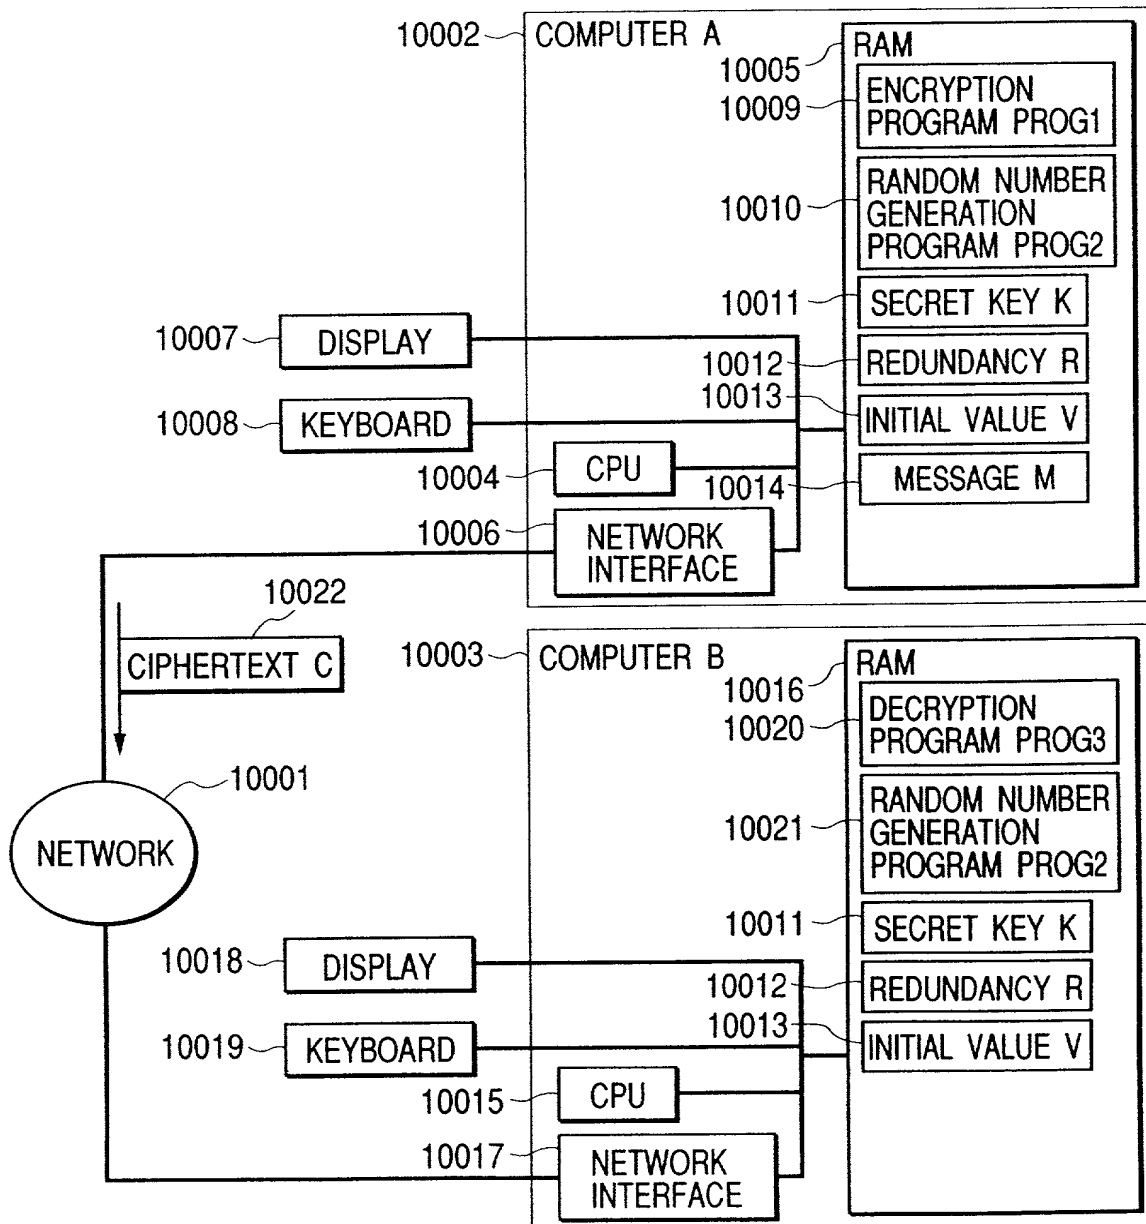 10002
COMPUTER A
10005
RAM
10009
ENCRYPTION
PROGRAM PROG1
10010
RANDOM NUMBER
GENERATION
PROGRAM PROG2
10011
SECRET KEY K
10007
DISPLAY
10012
REDUNDANCY R
10013
10008
KEYBOARD
INITIAL VALUE V
10004
CPU
10014
MESSAGE M
10006
NETWORK
INTERFACE
10022
CIPHERTEXT C
10003
COMPUTER B
10016
RAM
10020
DECRYPTION
PROGRAM PROG3
10001
NETWORK
10021
RANDOM NUMBER
GENERATION
PROGRAM PROG2
10011
SECRET KEY K
10018
DISPLAY
10012
REDUNDANCY R
10013
10019
KEYBOARD
INITIAL VALUE V
10015
CPU
10017
NETWORK
INTERFACE